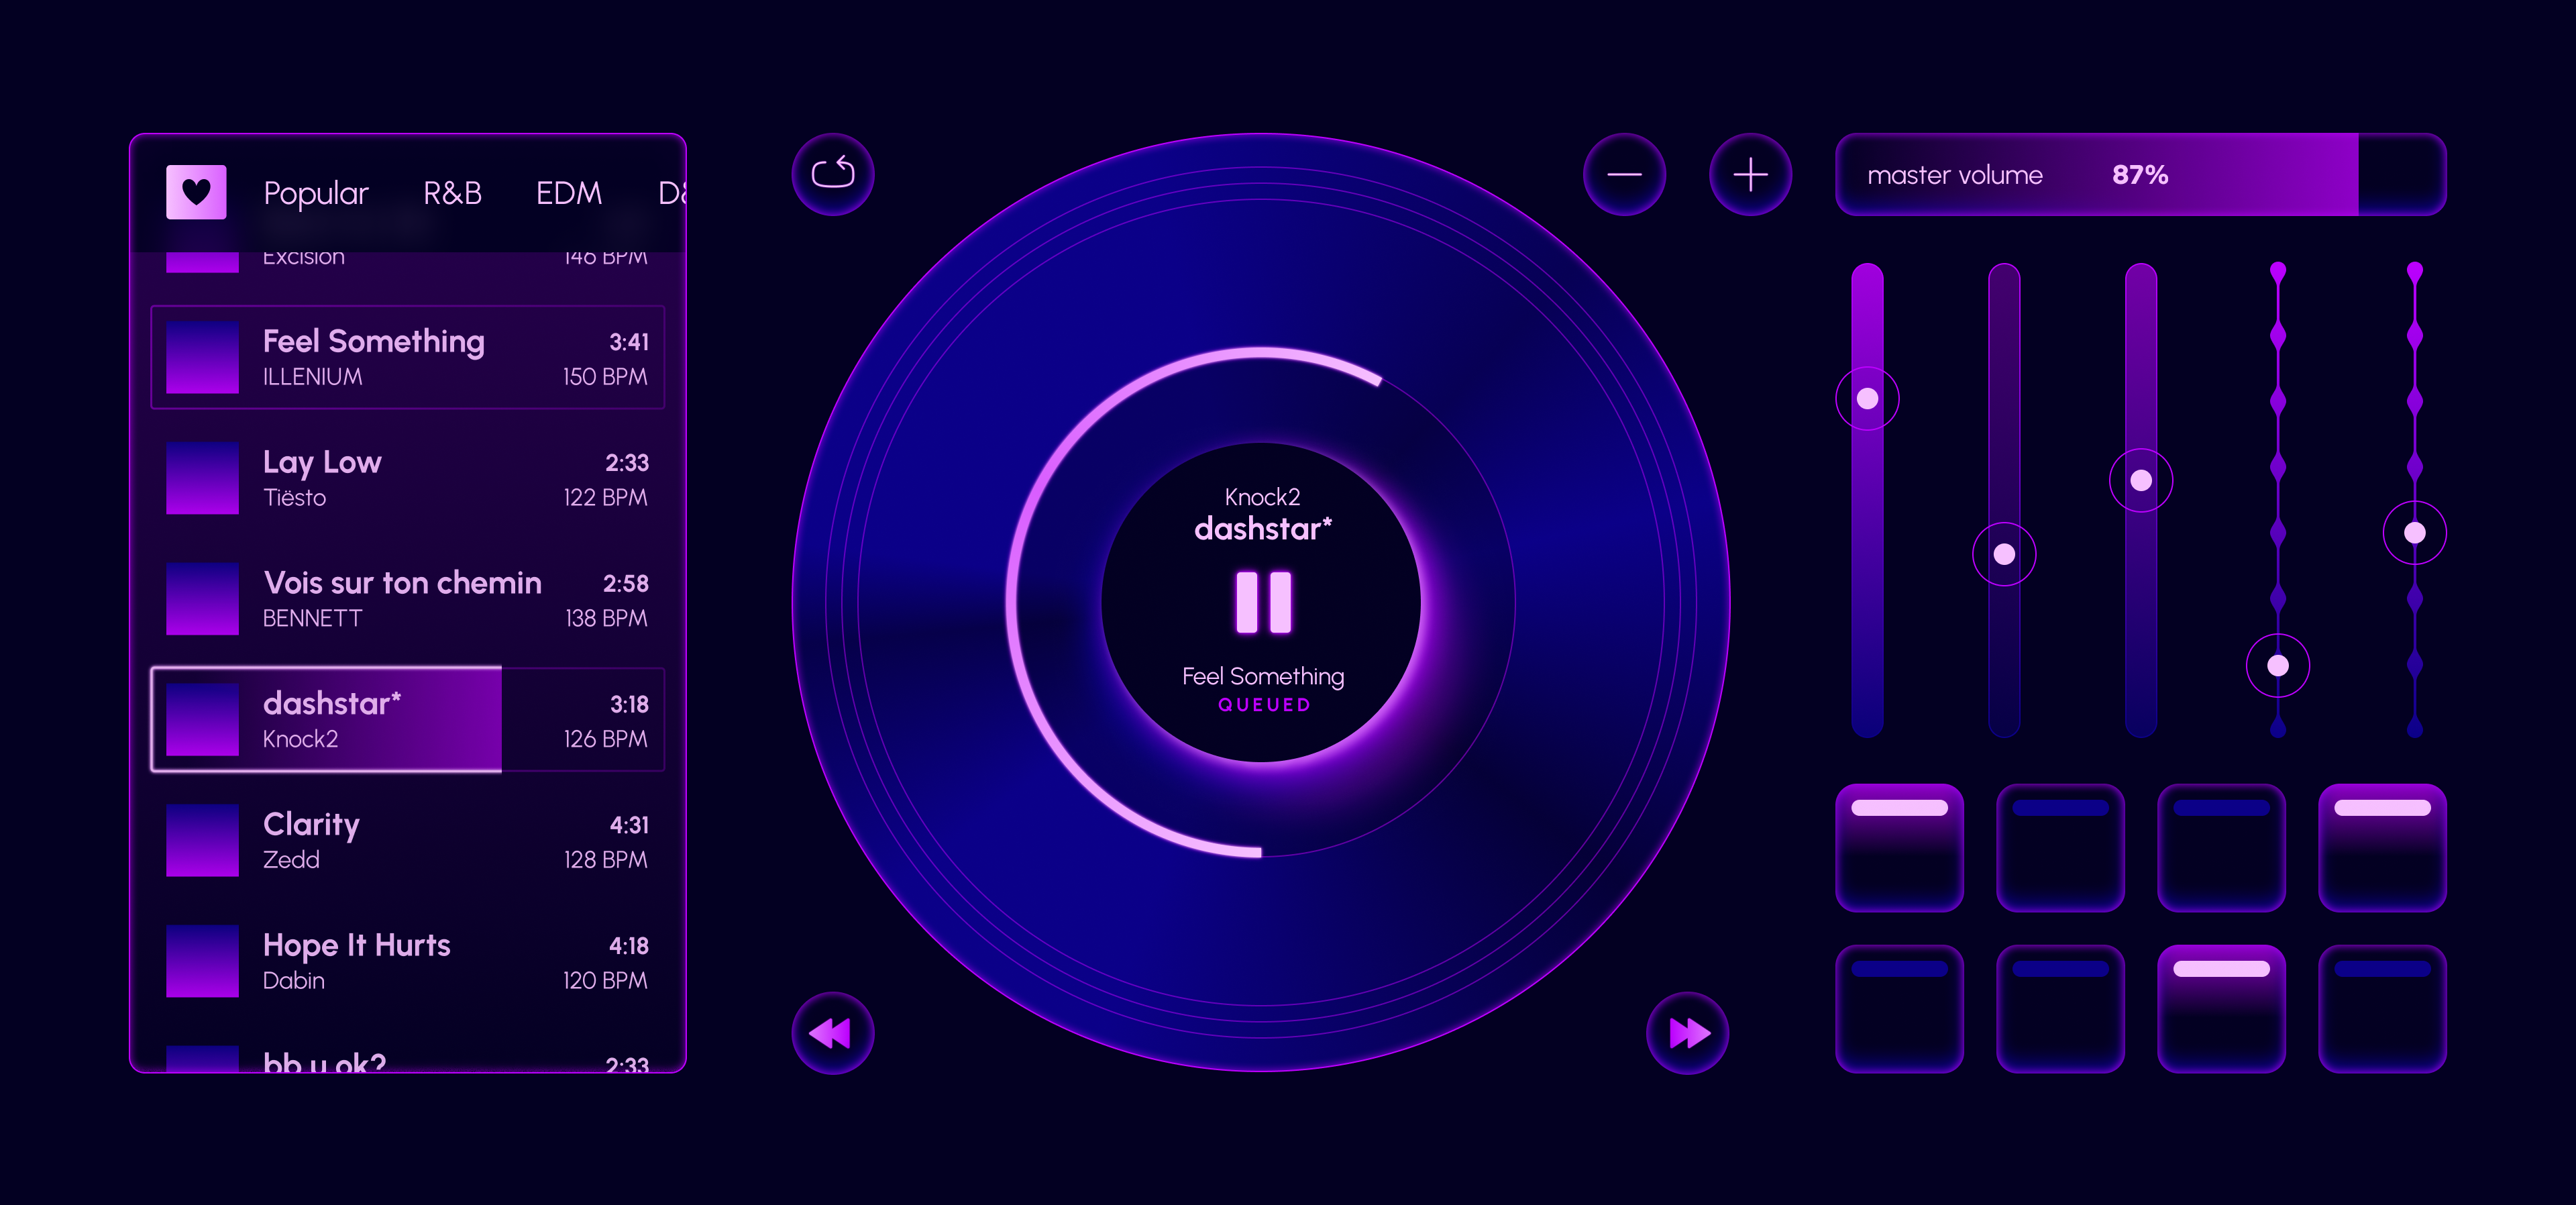 Popular R&B EDM D&
Excision 146 BPM
Feel Something 3:41
ILLENIUM 150 BPM
Lay Low 2:33
Tiësto 122 BPM
Vois sur ton chemin 2:58
BENNETT 138 BPM
dashstar* 3:18
Knock2 126 BPM
Clarity 4:31
Zedd 128 BPM
Hope It Hurts 4:18
Dabin 120 BPM
bb u ok? 2:33
Knock2
dashstar*
Feel Something
QUEUED
master volume 87%